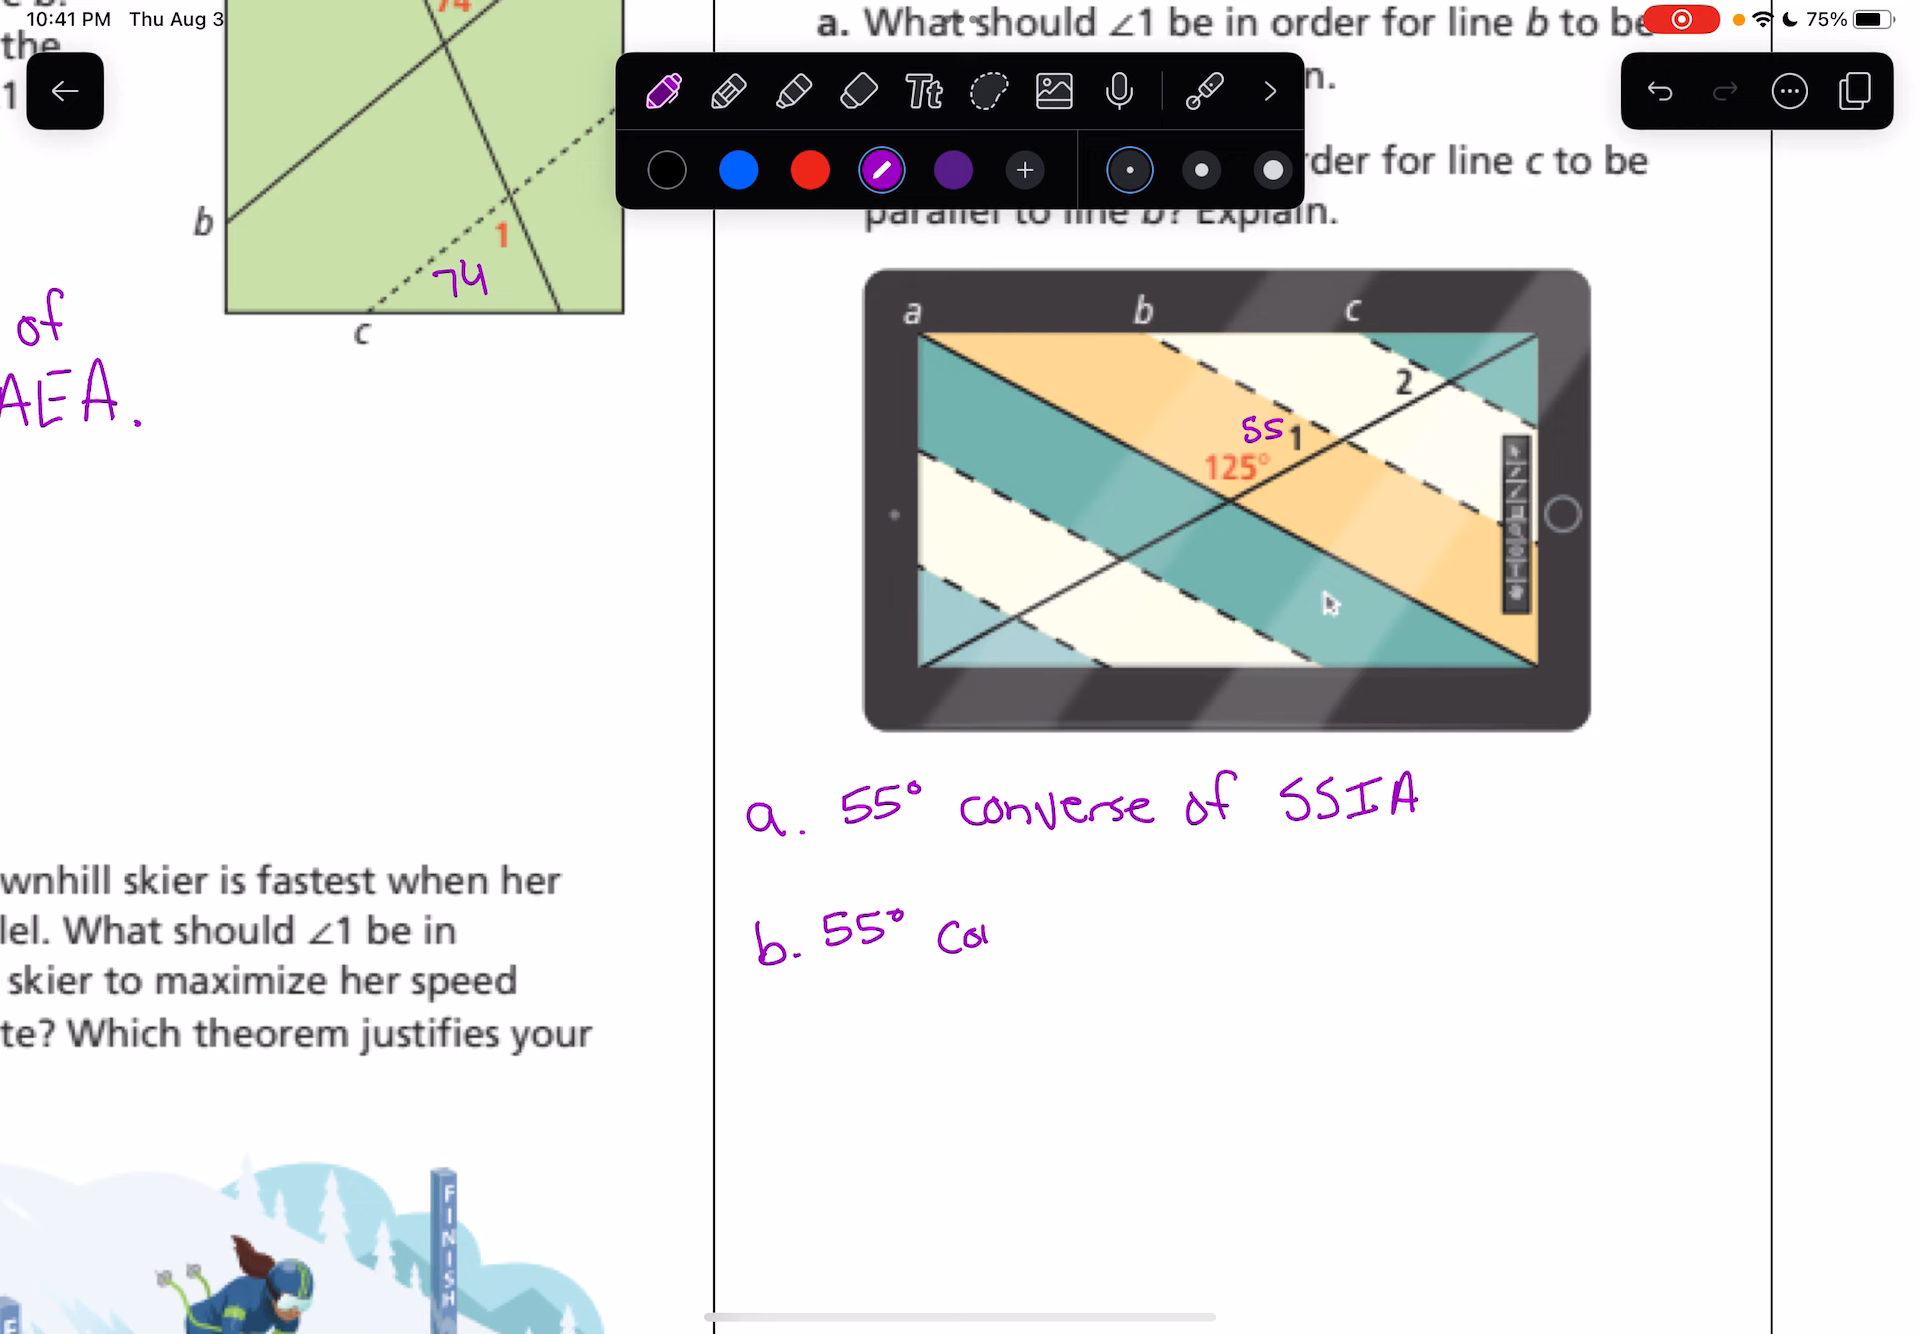 10:41 PM Thu Aug 3
75%
the
1
74
b
1
74
c
of
AEA.
wnhill skier is fastest when her
lel. What should ∠1 be in
skier to maximize her speed
te? Which theorem justifies your
FINISH
a. What should ∠1 be in order for line b to be
n.
rder for line c to be
parallel to line b? Explain.
Tt
a b c
2
55 1
125°
a. 55° converse of SSIA
b. 55° co